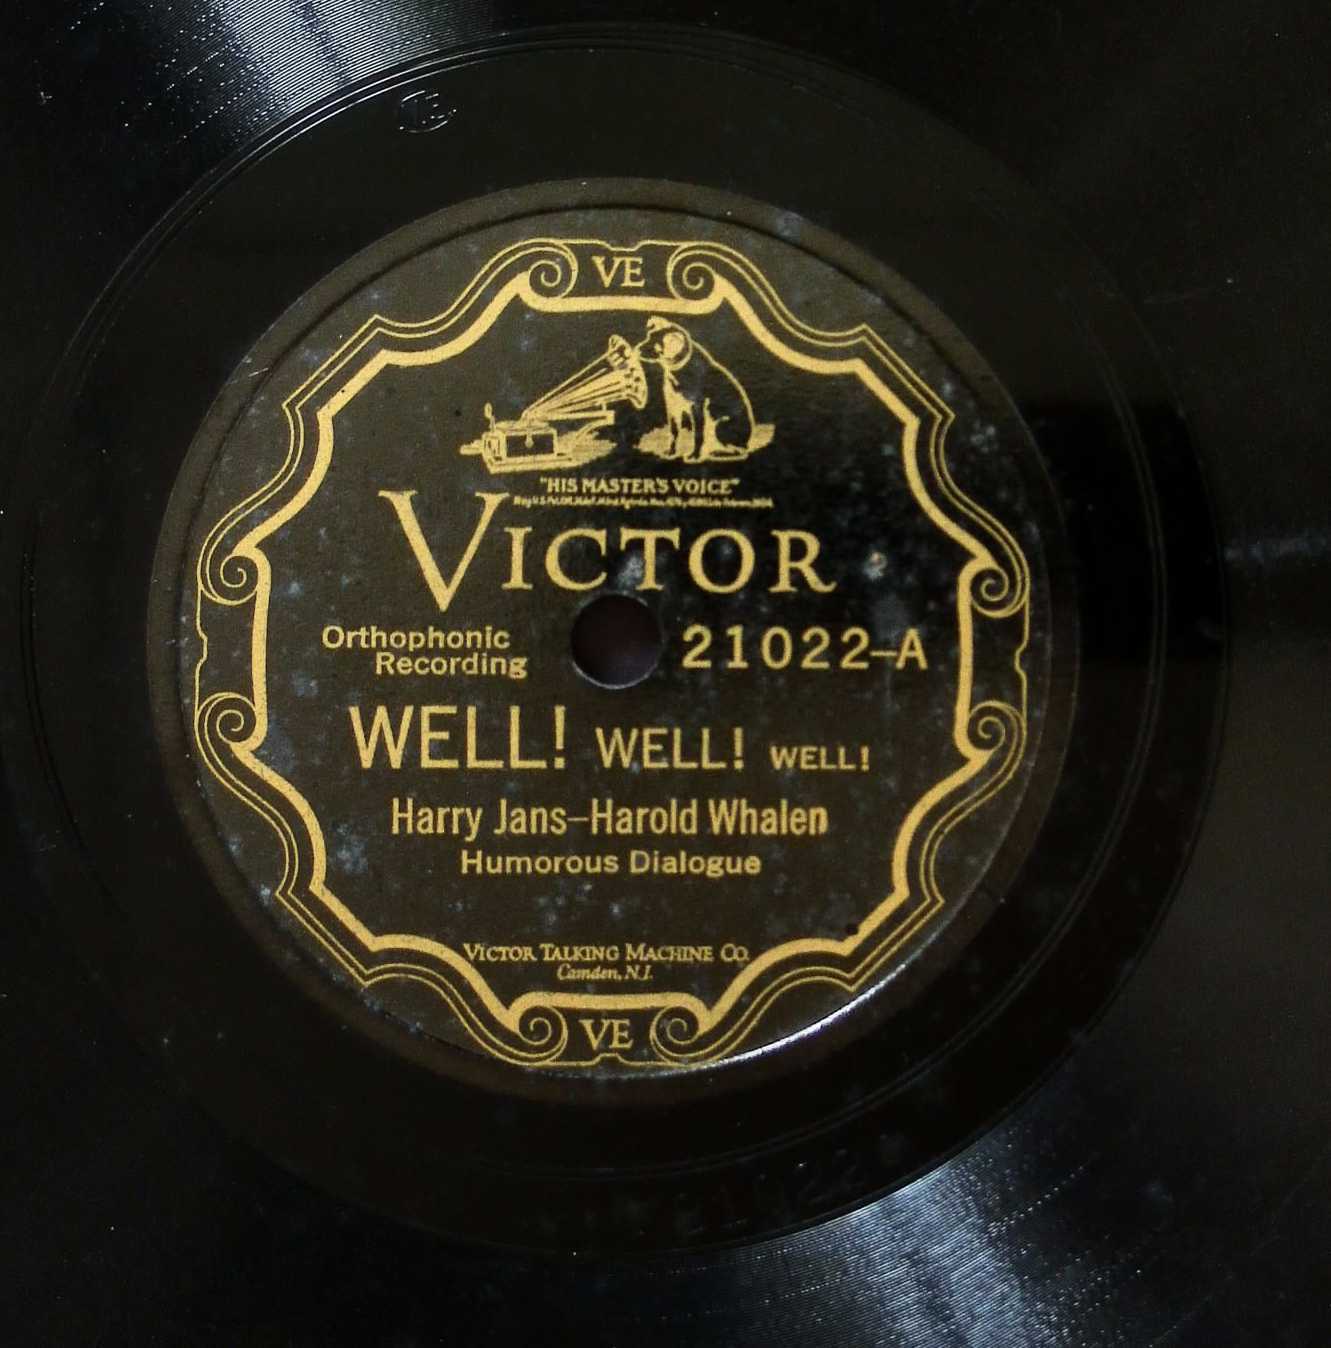 VE
"HIS MASTER'S VOICE"
VICTOR
Orthophonic
Recording
21022-A
WELL! WELL! WELL!
Harry Jans-Harold Whalen
Humorous Dialogue
VICTOR TALKING MACHINE CO.
Camden, N.J.
VE